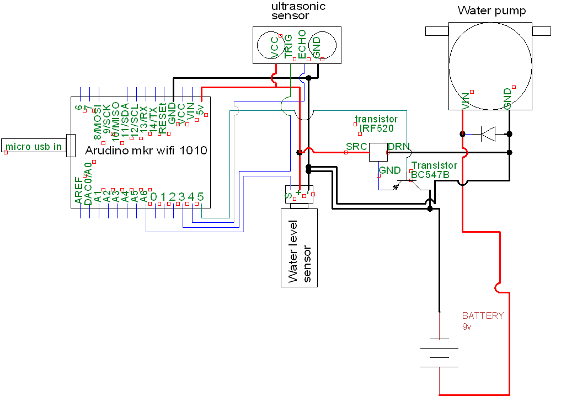 ultrasonic
sensor
Water pump
VCC
TRIG
ECHO
GND
VIN
GND
6
7
8/MOSI
9/SCK
10/MISO
11/SDA
12/SCL
13/RX
14/TX
RESEt
GND
VCC
VIN
5v
micro usb in
Arudino mkr wifi 1010
AREF
DAC0/A0
A1
A2
A3
A4
A5
A6
0
1
2
3
4
5
transistor
IRF520
SRC
DRN
GND
Transistor
BC547B
S
+
-
Water level
sensor
BATTERY
9v